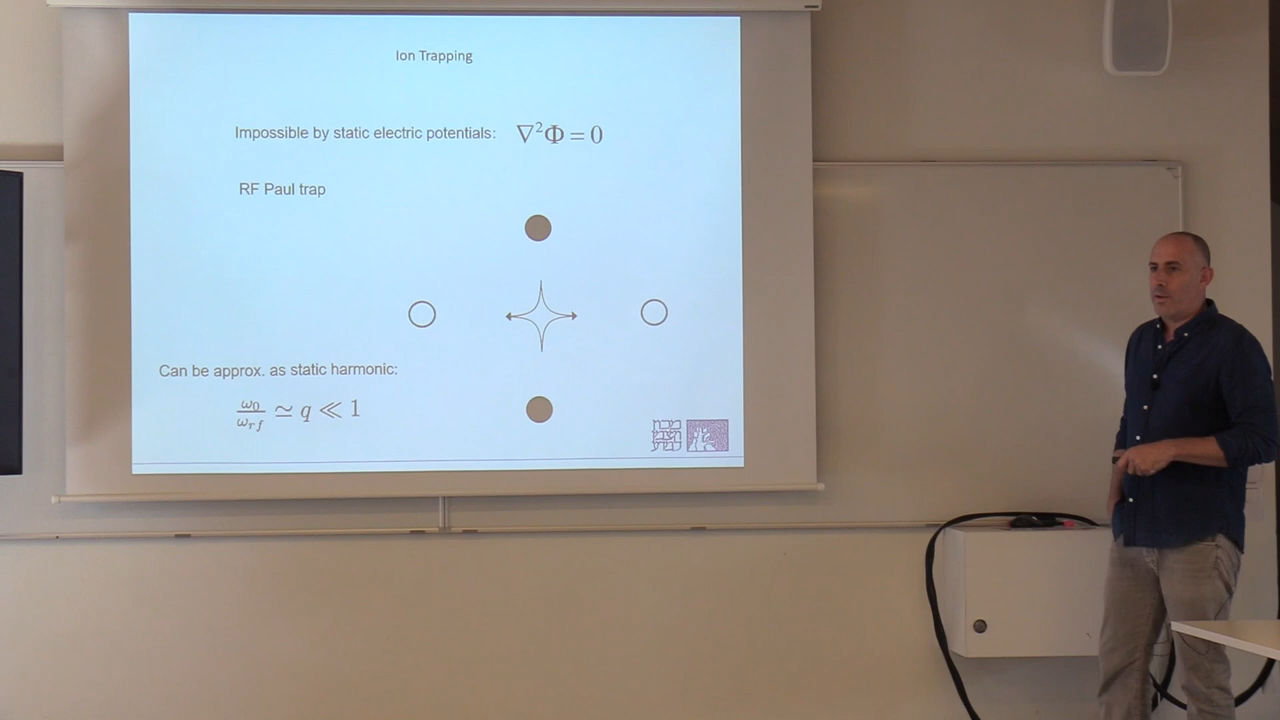 Ion Trapping
Impossible by static electric potentials: ∇²Φ = 0
RF Paul trap
Can be approx. as static harmonic:
ω₀/ω_rf ≃ q ≪ 1